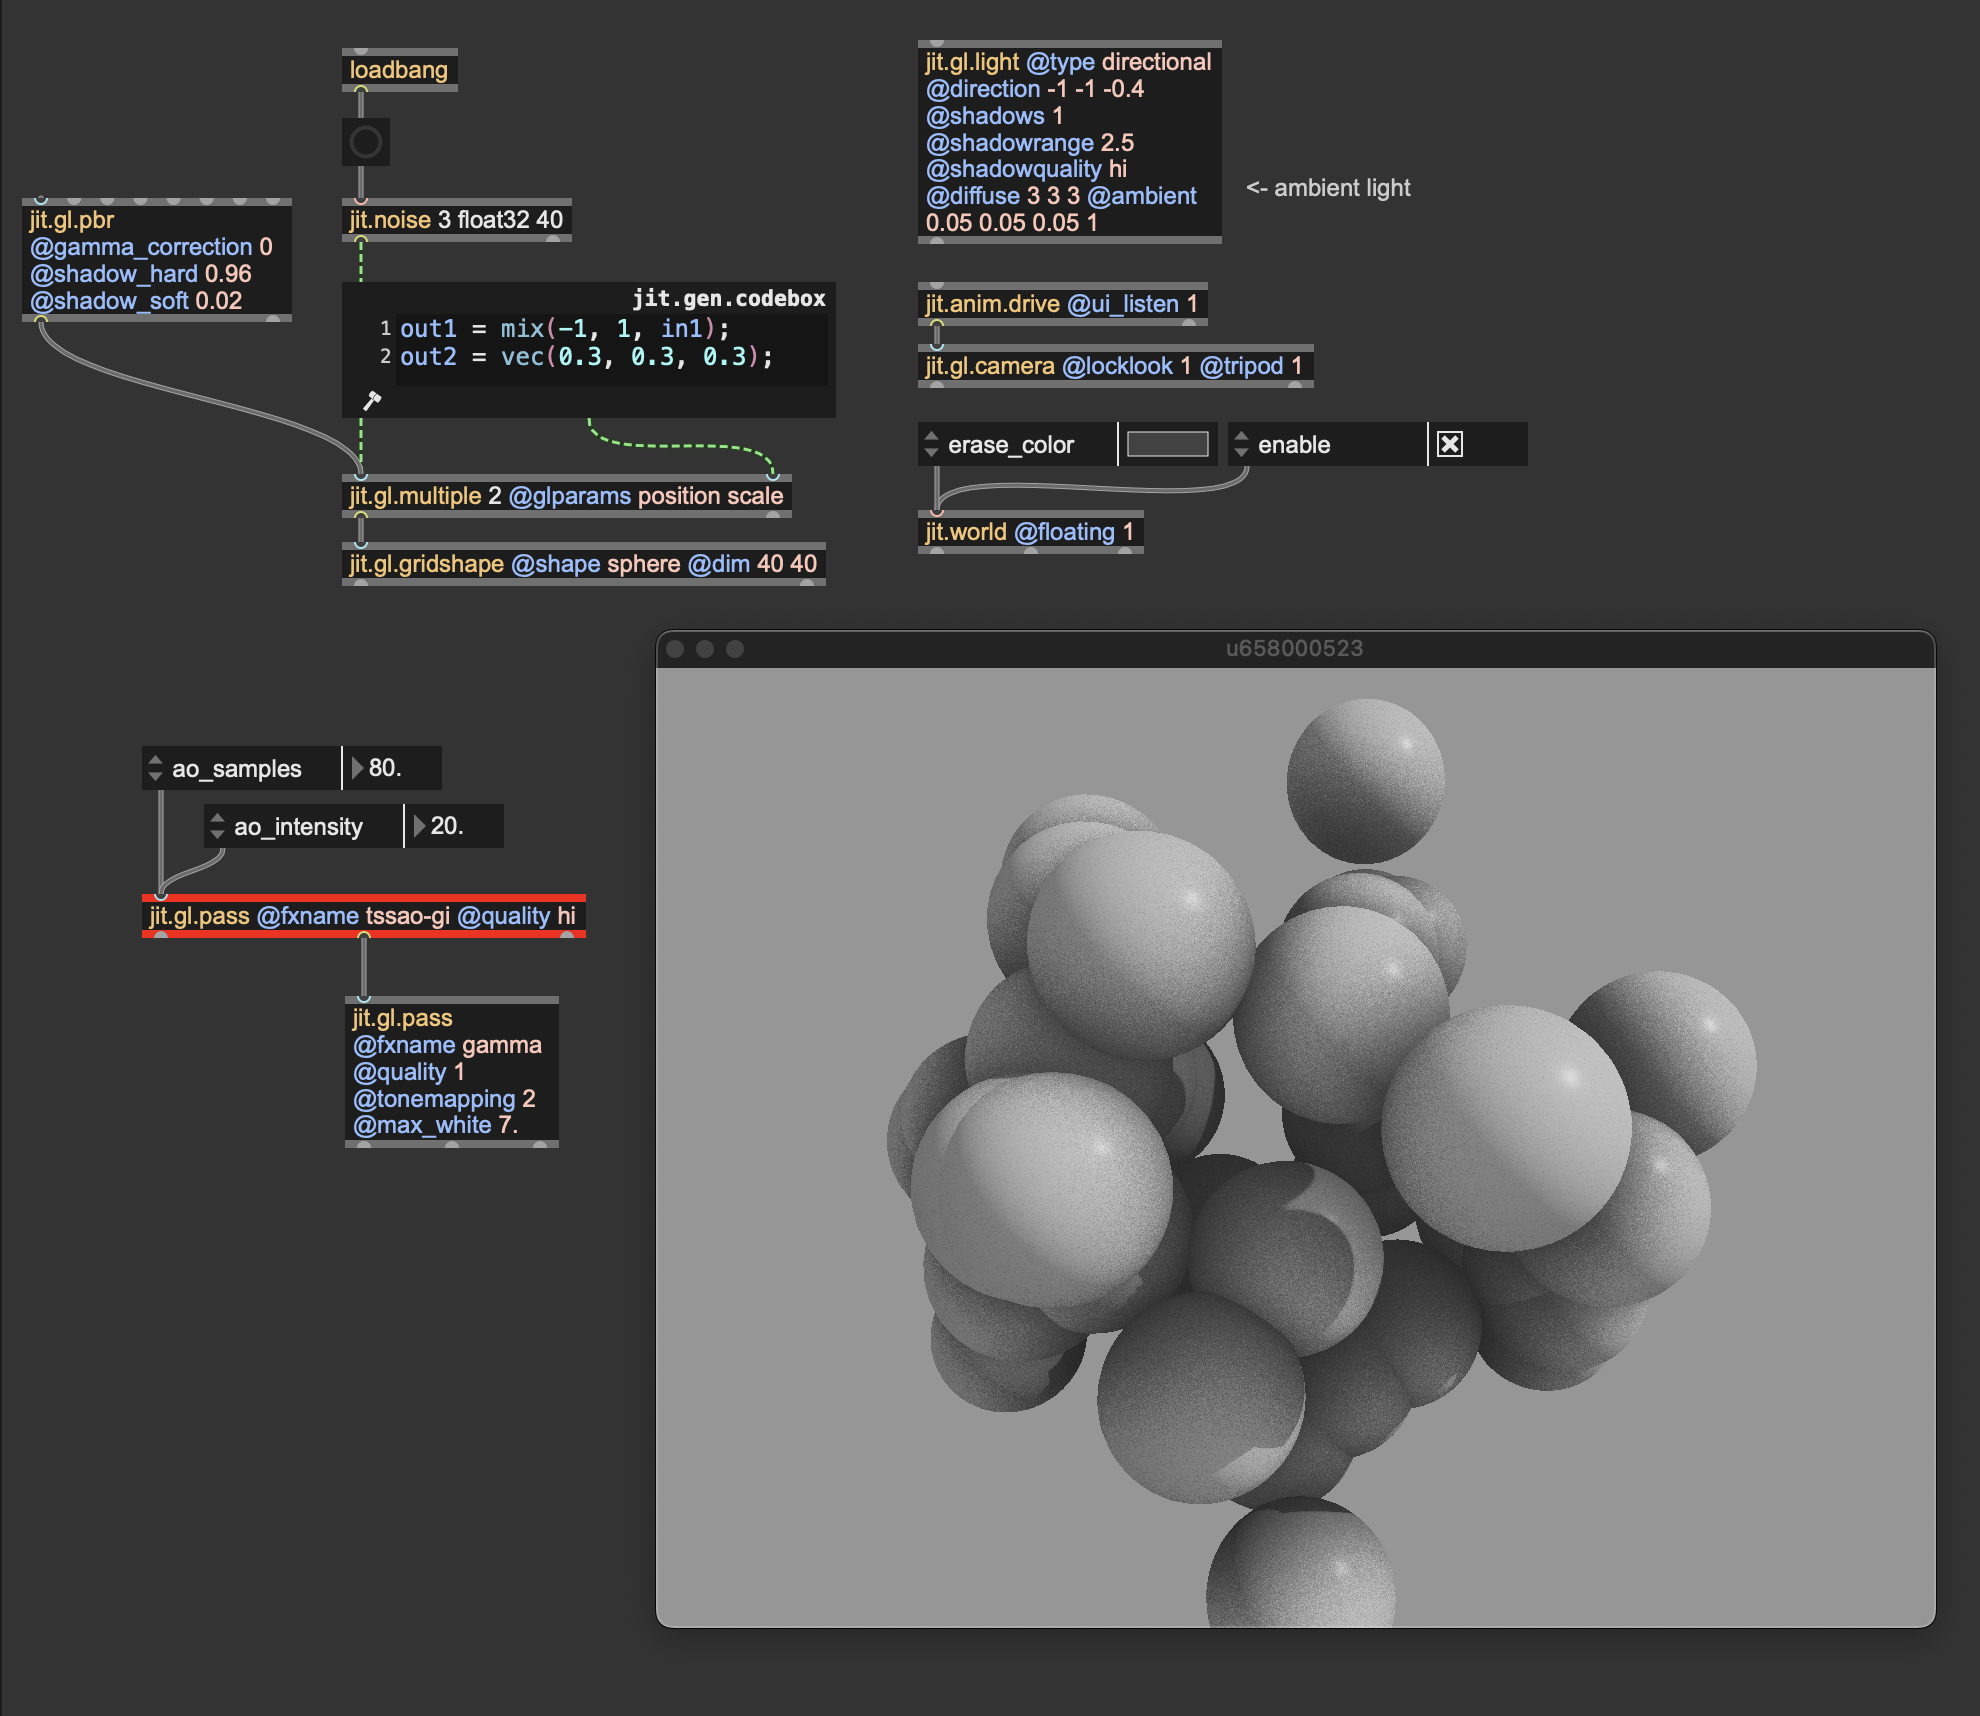 loadbang
jit.gl.pbr
@gamma_correction 0
@shadow_hard 0.96
@shadow_soft 0.02
jit.noise 3 float32 40
jit.gen.codebox
1 out1 = mix(-1, 1, in1);
2 out2 = vec(0.3, 0.3, 0.3);
jit.gl.multiple 2 @glparams position scale
jit.gl.gridshape @shape sphere @dim 40 40
jit.gl.light @type directional
@direction -1 -1 -0.4
@shadows 1
@shadowrange 2.5
@shadowquality hi
@diffuse 3 3 3 @ambient
0.05 0.05 0.05 1
<- ambient light
jit.anim.drive @ui_listen 1
jit.gl.camera @locklook 1 @tripod 1
erase_color
enable
jit.world @floating 1
u658000523
ao_samples 80.
ao_intensity 20.
jit.gl.pass @fxname tssao-gi @quality hi
jit.gl.pass
@fxname gamma
@quality 1
@tonemapping 2
@max_white 7.